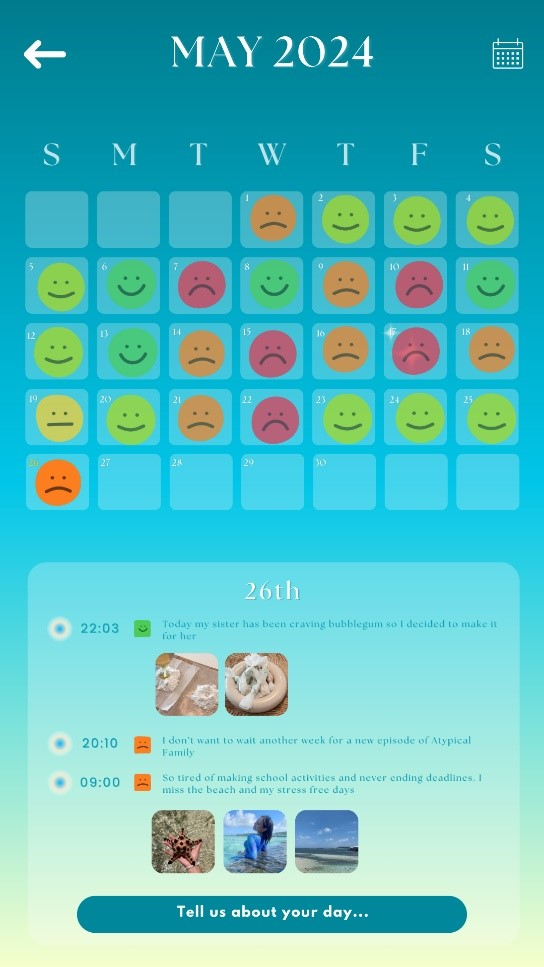 MAY 2024
S M T W T F S
1 2 3 4
5 6 7 8 9 10 11
12 13 14 15 16 17 18
19 20 21 22 23 24 25
26 27 28 29 30
26th
22:03 Today my sister has been craving bubblegum so I decided to make it
for her
20:10 I don't want to wait another week for a new episode of Atypical
Family
09:00 So tired of making school activities and never ending deadlines. I
miss the beach and my stress free days
Tell us about your day...